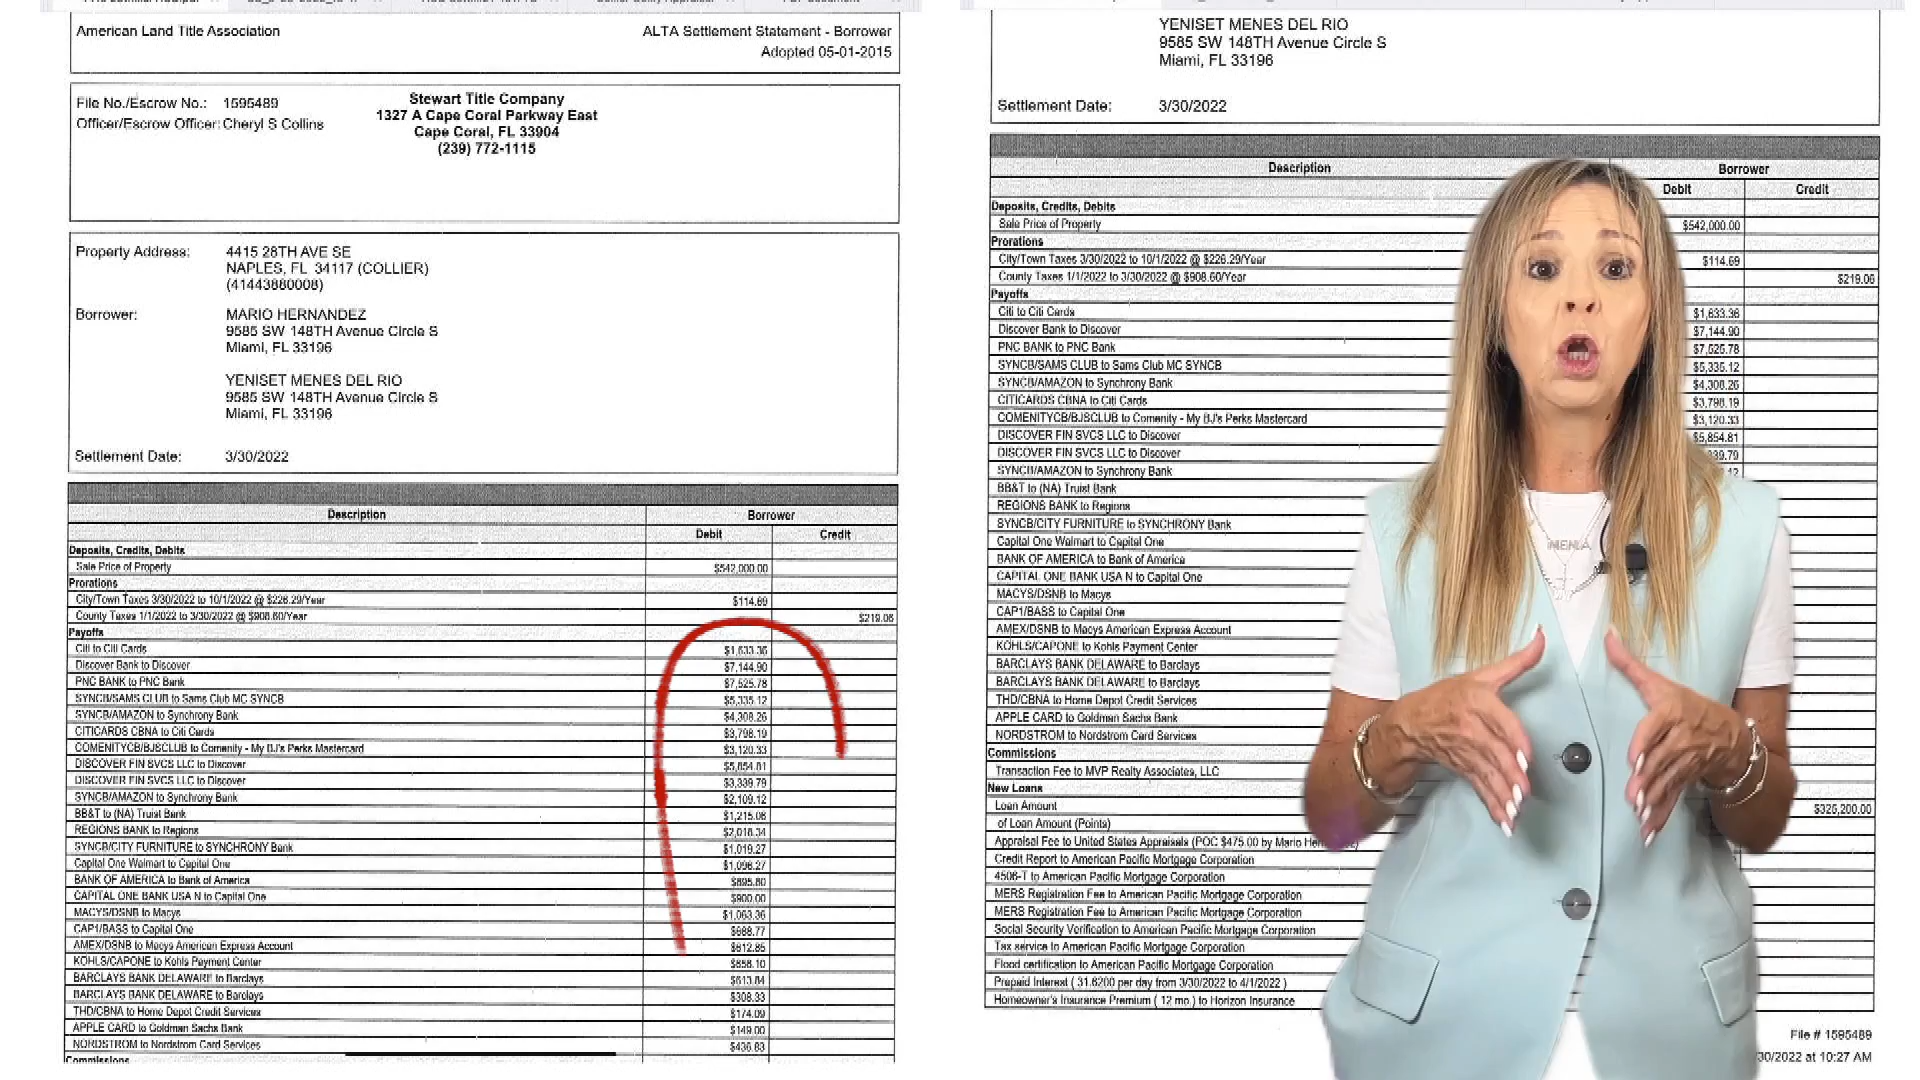 American Land Title Association
ALTA Settlement Statement - Borrower
Adopted 05-01-2015
File No./Escrow No.: 1595489
Officer/Escrow Officer: Cheryl S Collins
Stewart Title Company
1327 A Cape Coral Parkway East
Cape Coral, FL 33904
(239) 772-1115
Property Address: 4415 28TH AVE SE
NAPLES, FL 34117 (COLLIER)
(41443880008)
Borrower: MARIO HERNANDEZ
9585 SW 148TH Avenue Circle S
Miami, FL 33196
YENISET MENES DEL RIO
9585 SW 148TH Avenue Circle S
Miami, FL 33196
Settlement Date: 3/30/2022
Description Borrower
Debit Credit
Deposits, Credits, Debits
Sale Price of Property $542,000.00
Prorations
City/Town Taxes 3/30/2022 to 10/1/2022 @ $226.29/Year $114.69
County Taxes 1/1/2022 to 3/30/2022 @ $908.60/Year $219.06
Payoffs
Citi to Citi Cards $1,633.36
Discover Bank to Discover $7,144.90
PNC BANK to PNC Bank $7,525.78
SYNCB/SAMS CLUB to Sams Club MC SYNCB $5,335.12
SYNCB/AMAZON to Synchrony Bank $4,308.26
CITICARDS CBNA to Citi Cards $3,798.19
COMENITYCB/BJSCLUB to Comenity - My BJ's Perks Mastercard $3,120.33
DISCOVER FIN SVCS LLC to Discover $5,854.81
DISCOVER FIN SVCS LLC to Discover $3,339.79
SYNCB/AMAZON to Synchrony Bank $2,109.12
BB&T to (NA) Truist Bank $1,215.06
REGIONS BANK to Regions $2,018.34
SYNCB/CITY FURNITURE to SYNCHRONY Bank $1,019.27
Capital One Walmart to Capital One $1,096.27
BANK OF AMERICA to Bank of America $895.80
CAPITAL ONE BANK USA N to Capital One $900.00
MACYS/DSNB to Macys $1,063.36
CAP1/BASS to Capital One $688.77
AMEX/DSNB to Macys American Express Account $612.85
KOHLS/CAPONE to Kohls Payment Center $858.10
BARCLAYS BANK DELAWARE to Barclays $613.84
BARCLAYS BANK DELAWARE to Barclays $308.33
THD/CBNA to Home Depot Credit Services $174.09
APPLE CARD to Goldman Sachs Bank $149.00
NORDSTROM to Nordstrom Card Services $436.83
Commissions
YENISET MENES DEL RIO
9585 SW 148TH Avenue Circle S
Miami, FL 33196
Settlement Date: 3/30/2022
Description Borrower
Debit Credit
Deposits, Credits, Debits
Sale Price of Property $542,000.00
Prorations
City/Town Taxes 3/30/2022 to 10/1/2022 @ $226.29/Year $114.69
County Taxes 1/1/2022 to 3/30/2022 @ $908.60/Year $219.06
Payoffs
Citi to Citi Cards $1,633.36
Discover Bank to Discover $7,144.90
PNC BANK to PNC Bank $7,525.78
SYNCB/SAMS CLUB to Sams Club MC SYNCB $5,335.12
SYNCB/AMAZON to Synchrony Bank $4,308.26
CITICARDS CBNA to Citi Cards $3,798.19
COMENITYCB/BJSCLUB to Comenity - My BJ's Perks Mastercard $3,120.33
DISCOVER FIN SVCS LLC to Discover $5,854.81
DISCOVER FIN SVCS LLC to Discover 339.79
SYNCB/AMAZON to Synchrony Bank
BB&T to (NA) Truist Bank
REGIONS BANK to Regions
SYNCB/CITY FURNITURE to SYNCHRONY Bank
Capital One Walmart to Capital One
BANK OF AMERICA to Bank of America
CAPITAL ONE BANK USA N to Capital One
MACYS/DSNB to Macys
CAP1/BASS to Capital One
AMEX/DSNB to Macys American Express Account
KOHLS/CAPONE to Kohls Payment Center
BARCLAYS BANK DELAWARE to Barclays
BARCLAYS BANK DELAWARE to Barclays
THD/CBNA to Home Depot Credit Services
APPLE CARD to Goldman Sachs Bank
NORDSTROM to Nordstrom Card Services
Commissions
Transaction Fee to MVP Realty Associates, LLC
New Loans
Loan Amount $325,200.00
of Loan Amount (Points)
Appraisal Fee to United States Appraisals (POC $475.00 by Mario
Credit Report to American Pacific Mortgage Corporation
4506-T to American Pacific Mortgage Corporation
MERS Registration Fee to American Pacific Mortgage Corporation
MERS Registration Fee to American Pacific Mortgage Corporation
Social Security Verification to American Pacific Mortgage Corporation
Tax service to American Pacific Mortgage Corporation
Flood certification to American Pacific Mortgage Corporation
Prepaid Interest ( 31.6200 per day from 3/30/2022 to 4/1/2022 )
Homeowner's Insurance Premium ( 12 mo.) to Horizon Insurance
File # 1595489
30/2022 at 10:27 AM